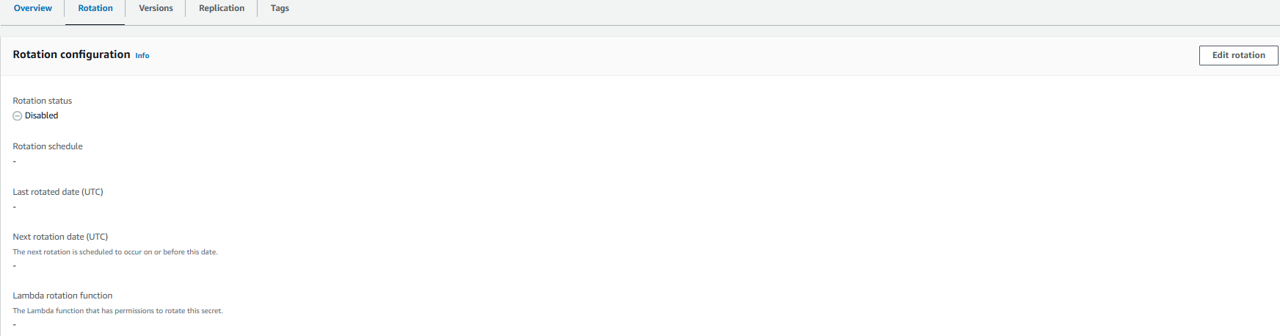 Overview Rotation Versions Replication Tags
Rotation configuration Info Edit rotation
Rotation status
Disabled
Rotation schedule
-
Last rotated date (UTC)
-
Next rotation date (UTC)
The next rotation is scheduled to occur on or before this date.
-
Lambda rotation function
The Lambda function that has permissions to rotate this secret.
-